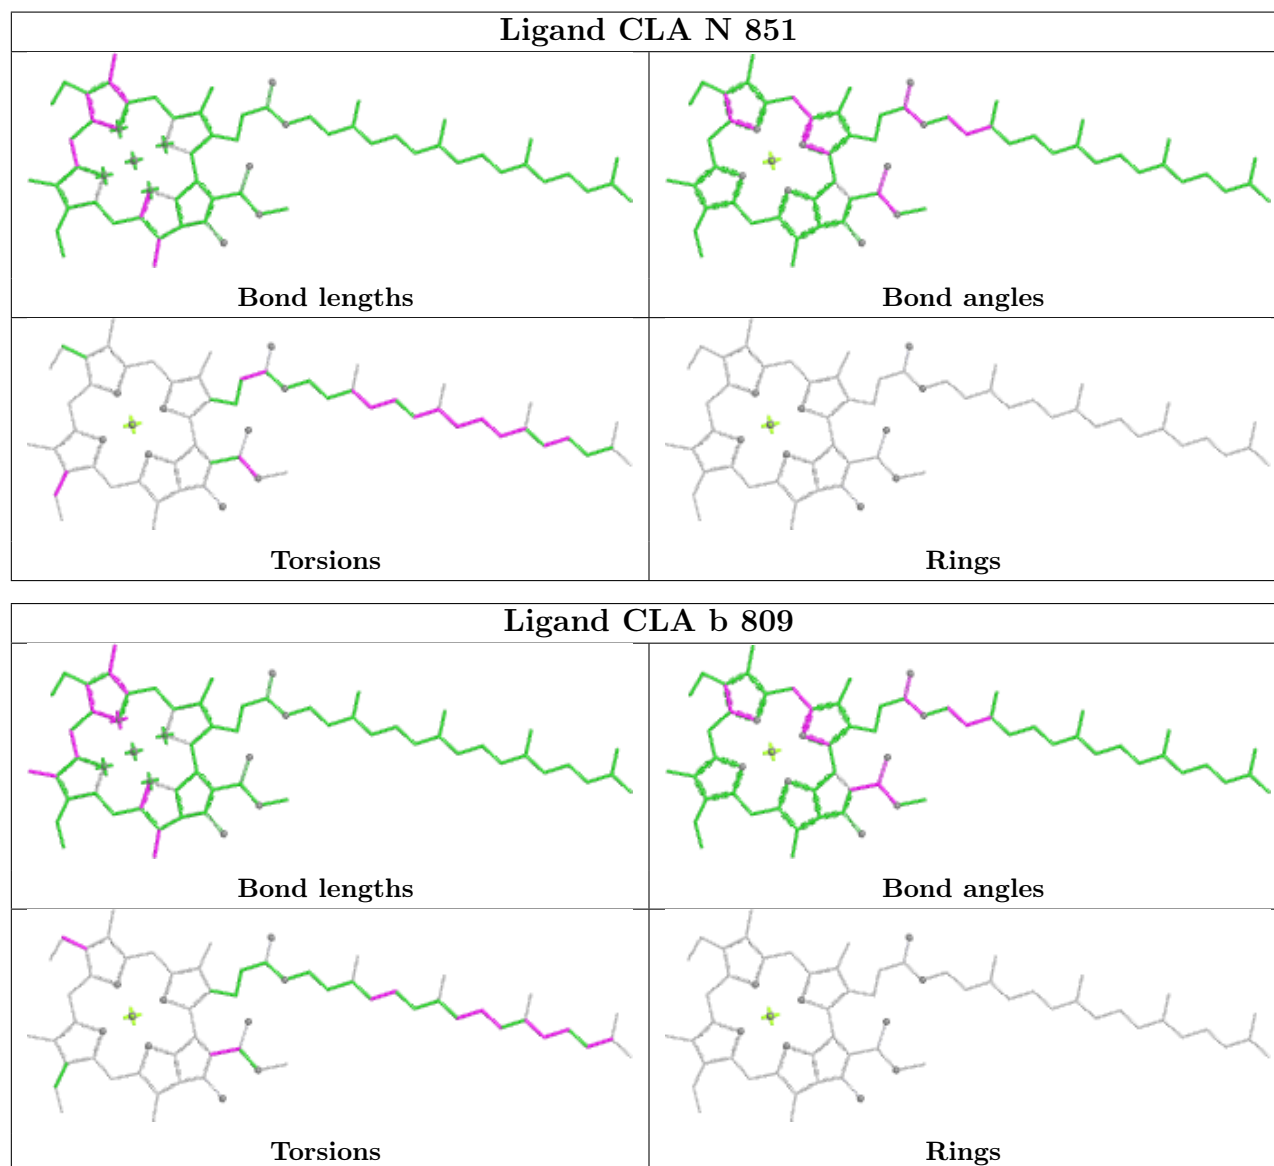 Ligand CLA N 851
Bond lengths
Bond angles
Torsions
Rings
Ligand CLA b 809
Bond lengths
Bond angles
Torsions
Rings